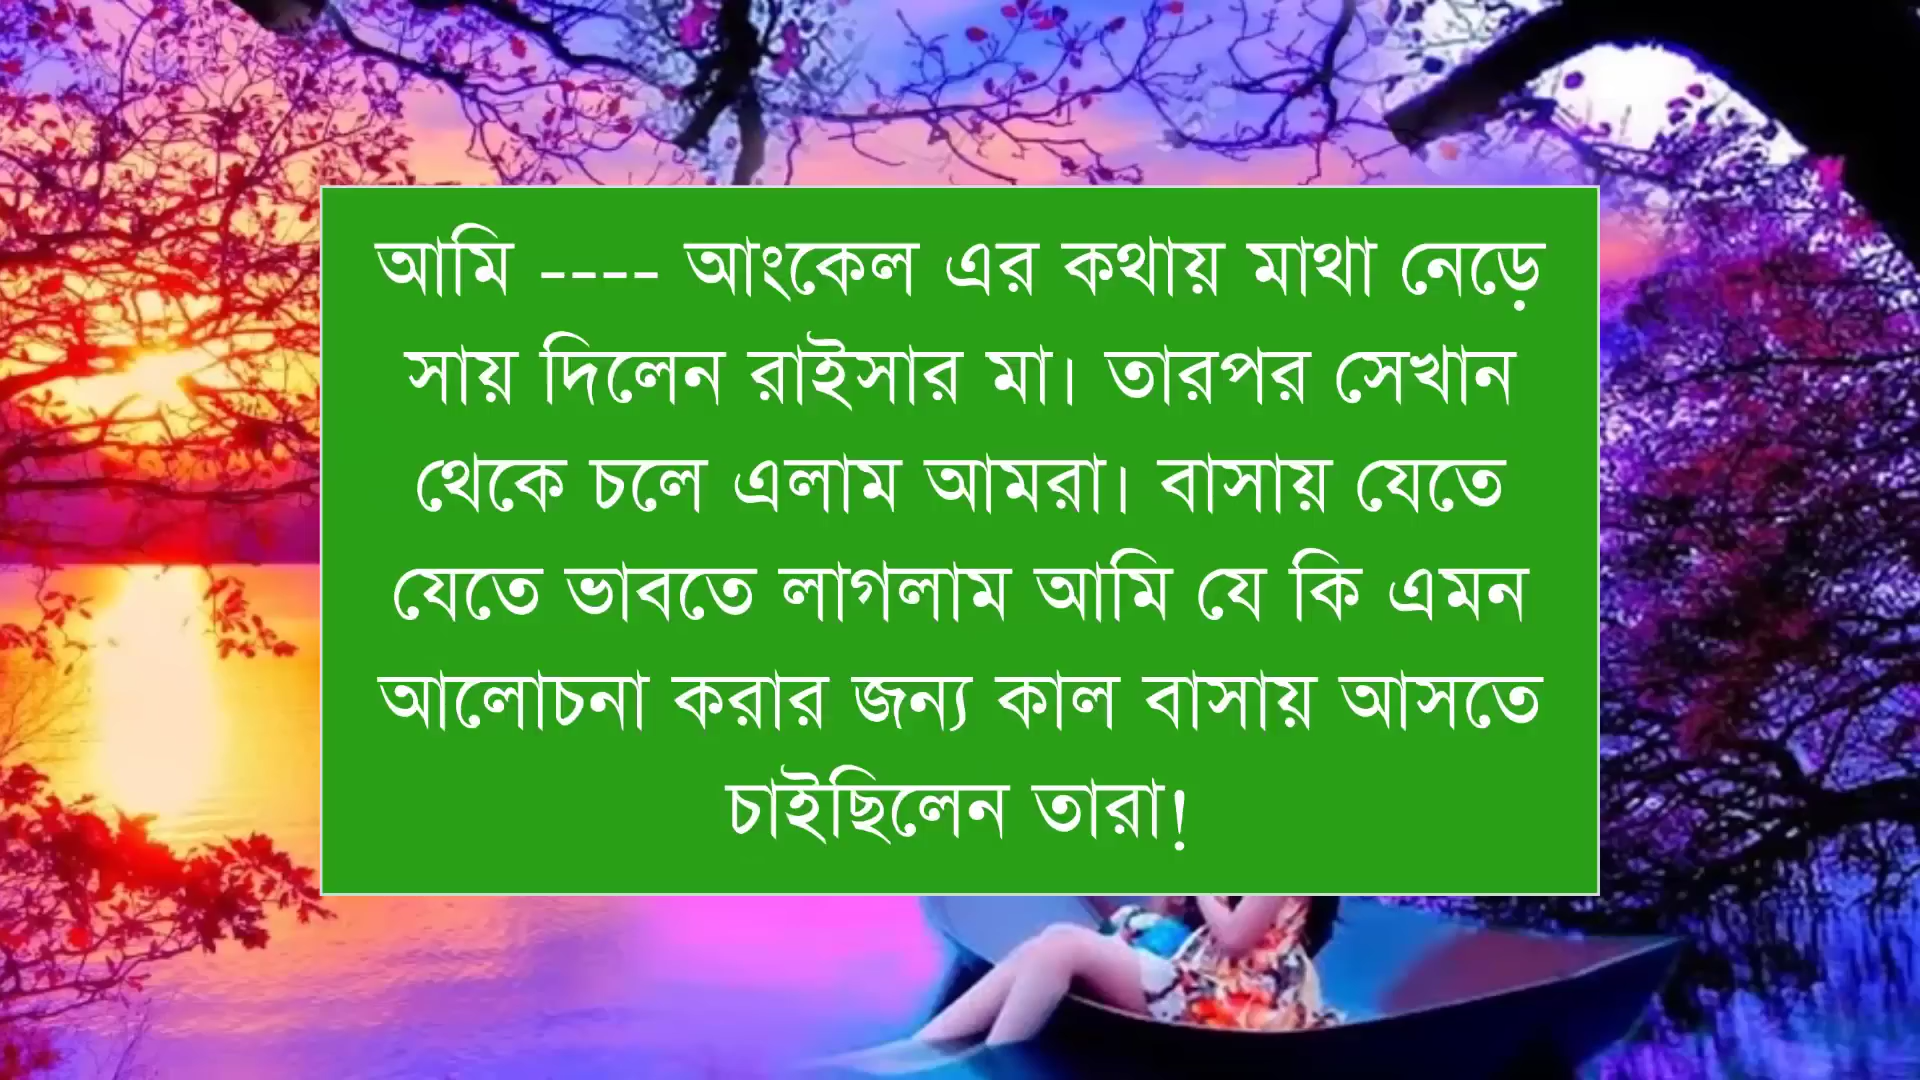 আমি ---- আংকেল এর কথায় মাথা নেড়ে
সায় দিলেন রাইসার মা। তারপর সেখান
থেকে চলে এলাম আমরা। বাসায় যেতে
যেতে ভাবতে লাগলাম আমি যে কি এমন
আলোচনা করার জন্য কাল বাসায় আসতে
চাইছিলেন তারা!